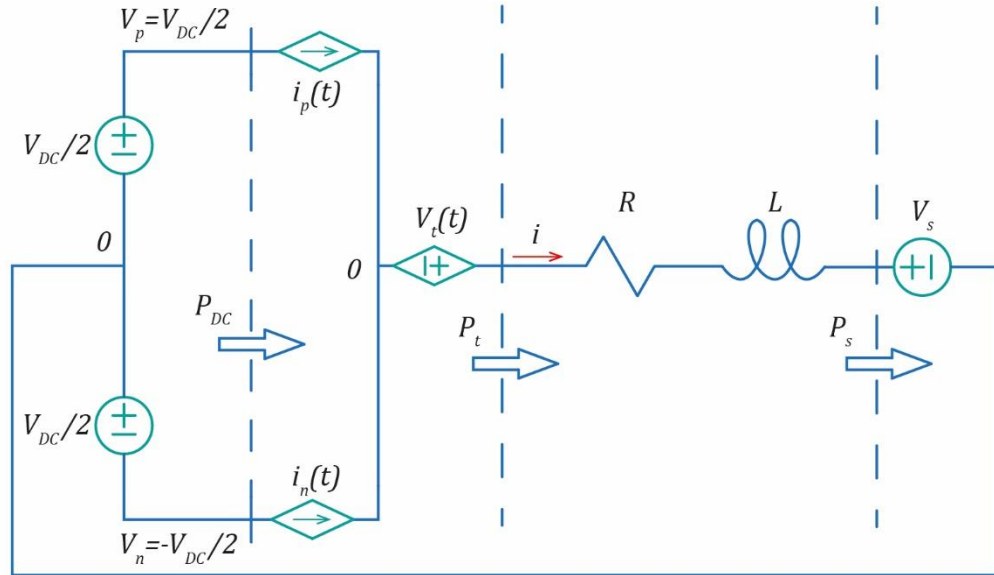 V_p=V_DC/2
i_p(t)
V_DC/2
0
V_t(t)
0
i
R
L
V_s
P_DC
P_t
P_s
V_DC/2
i_n(t)
V_n=-V_DC/2